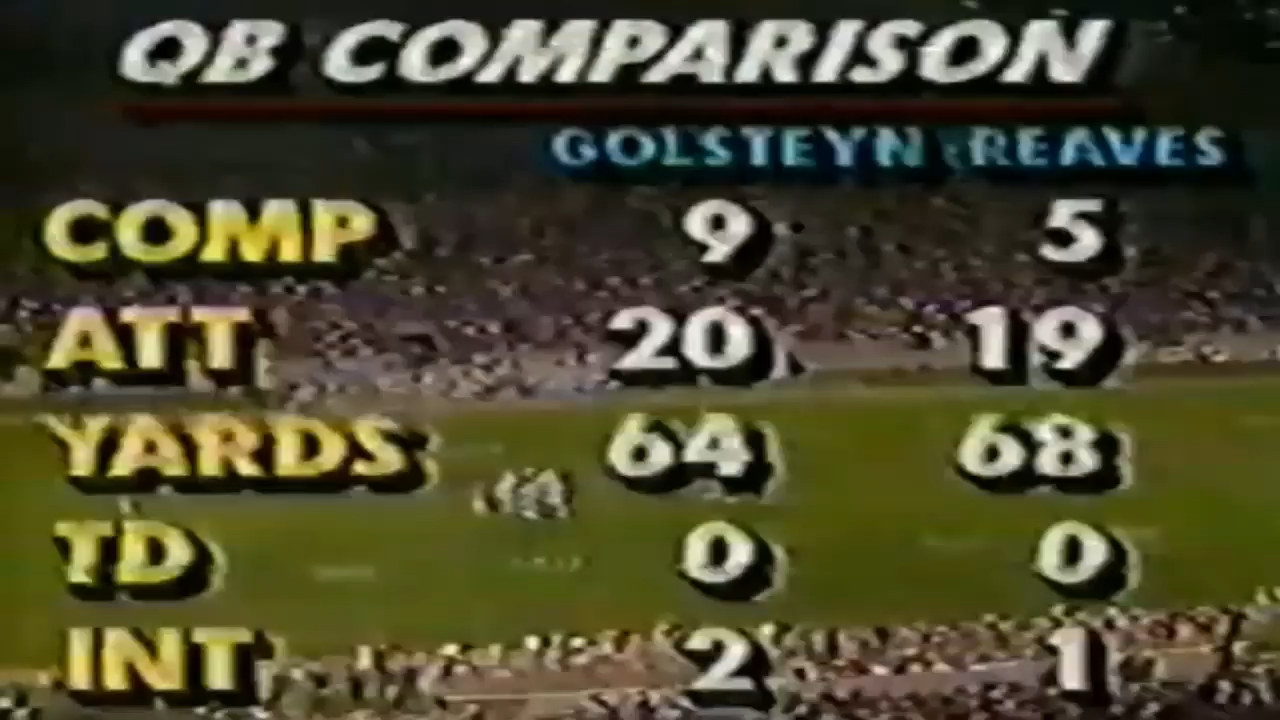 QB COMPARISON
GOLSTEYN REAVES
COMP 9 5
ATT 20 19
YARDS 64 68
TD 0 0
INT 2 1